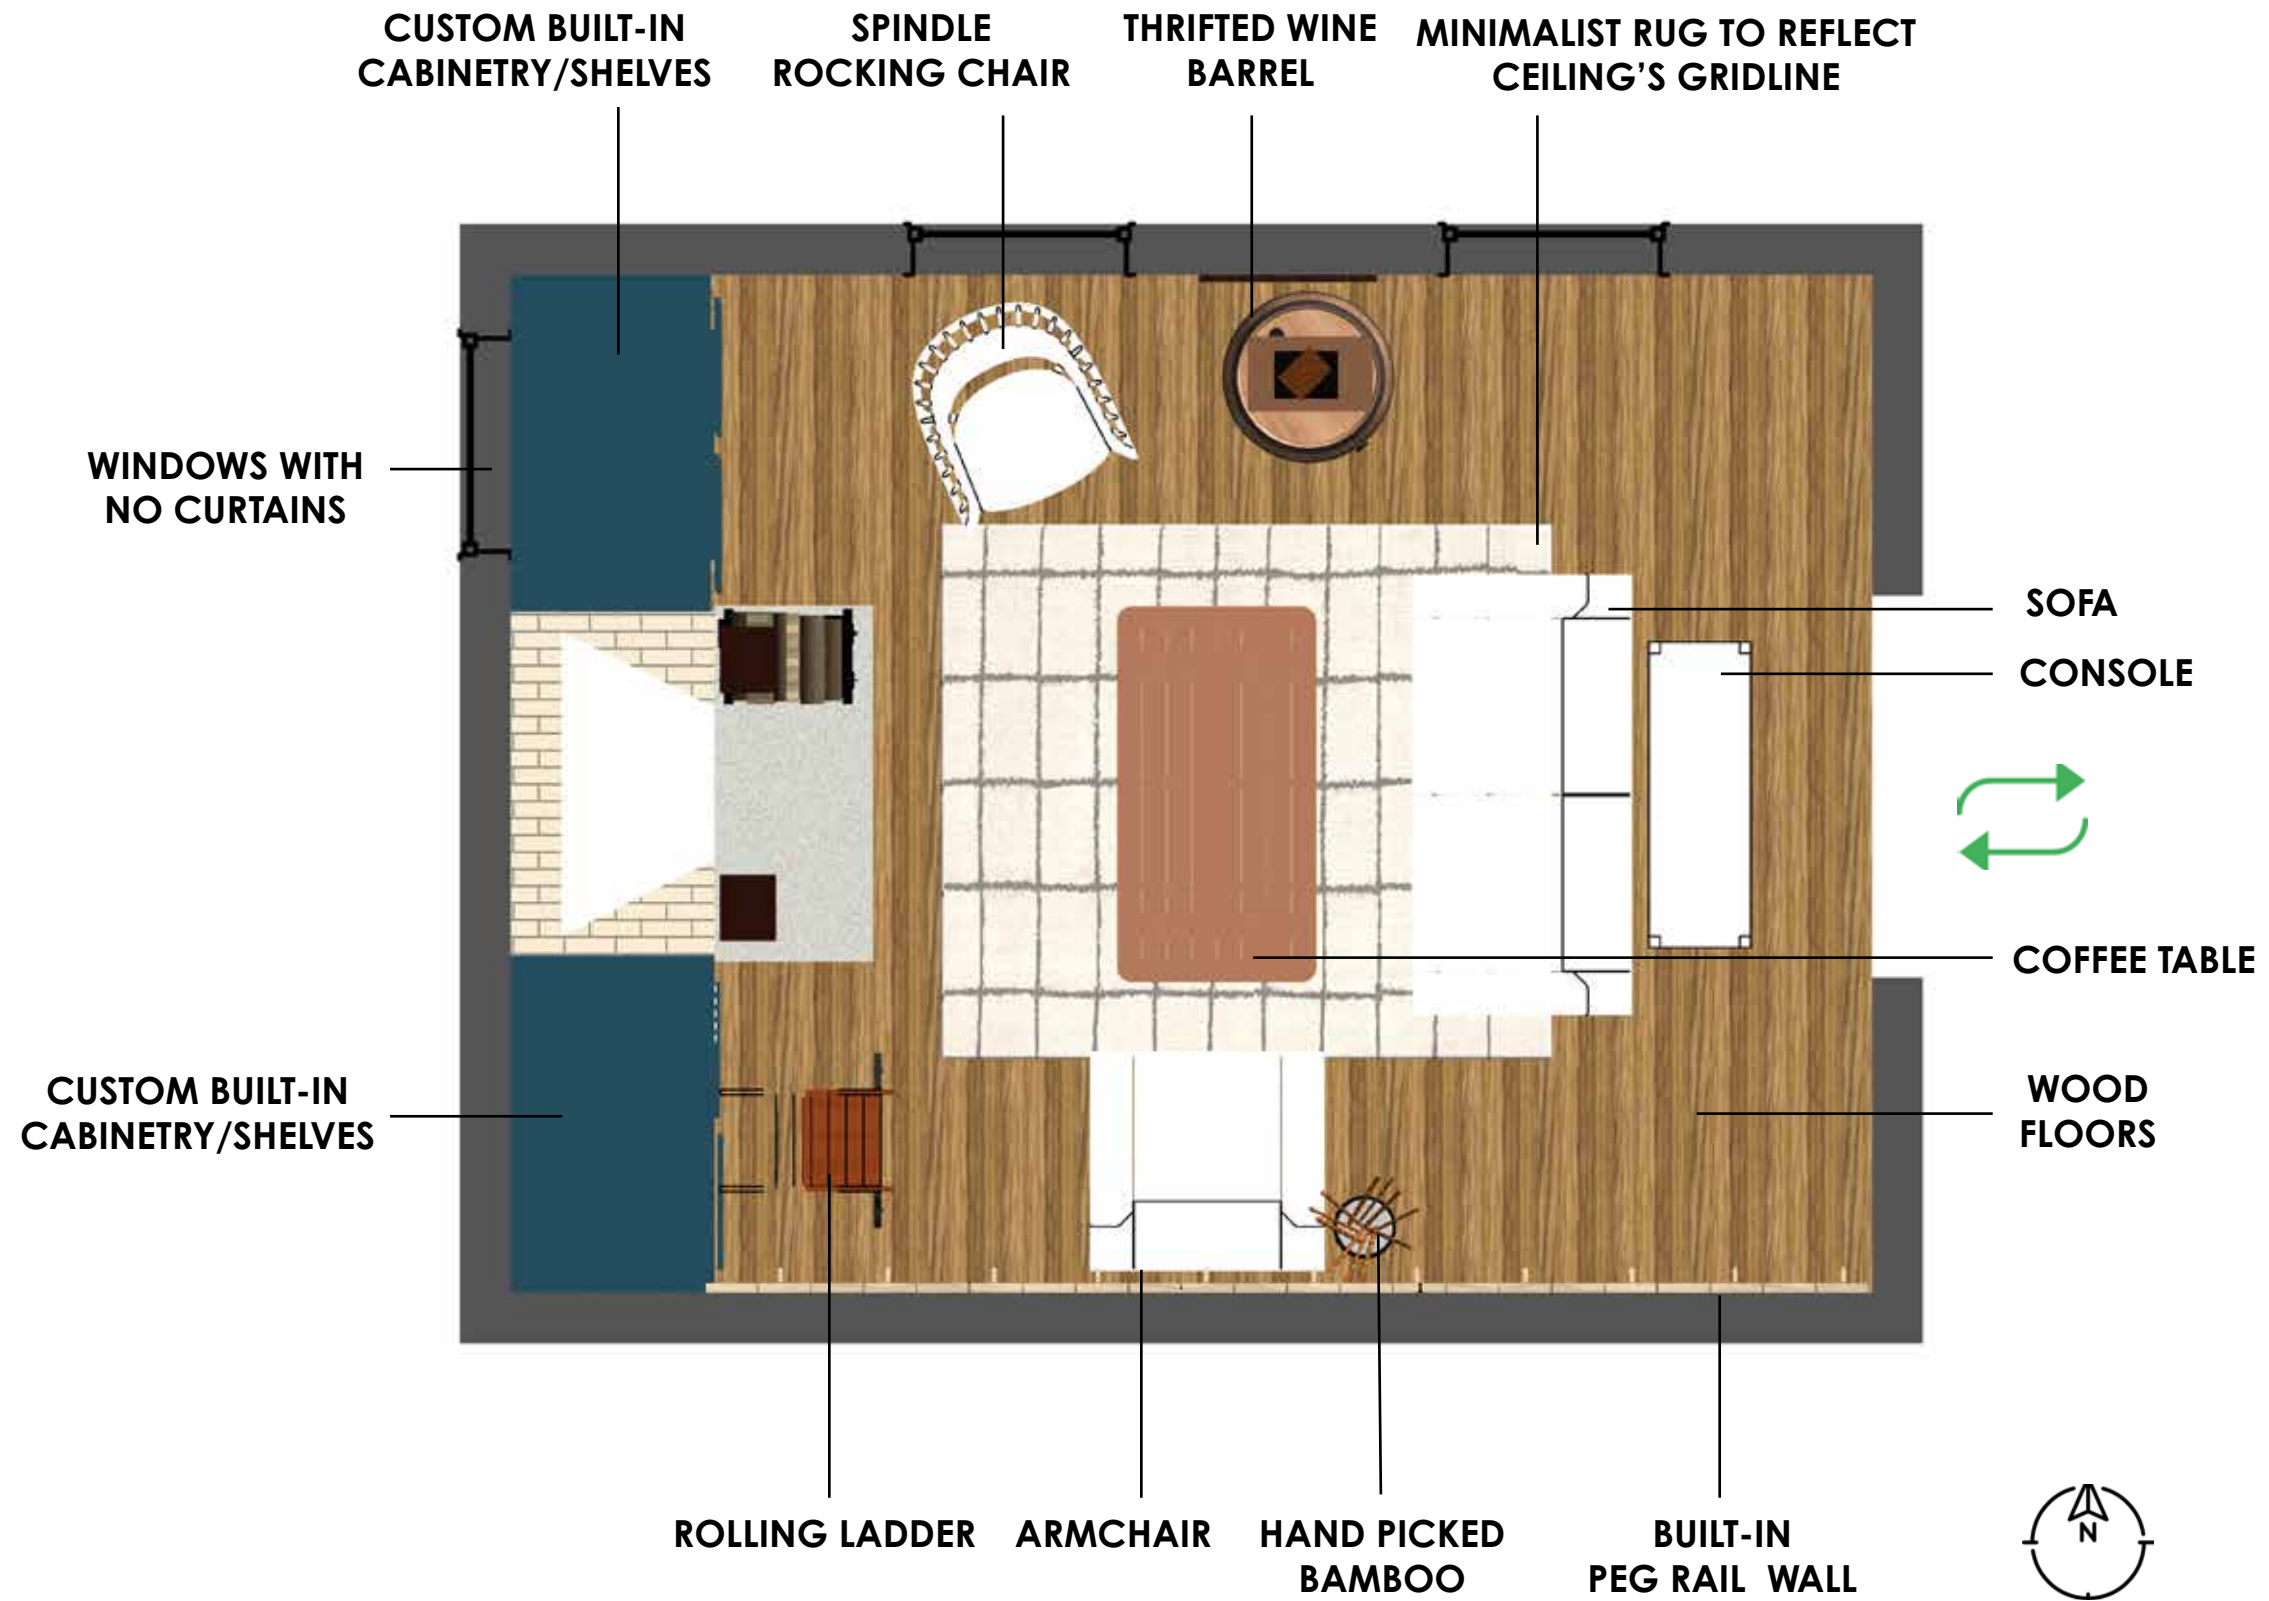 CUSTOM BUILT-IN
CABINETRY/SHELVES
SPINDLE
ROCKING CHAIR
THRIFTED WINE
BARREL
MINIMALIST RUG TO REFLECT
CEILING'S GRIDLINE
WINDOWS WITH
NO CURTAINS
SOFA
CONSOLE
COFFEE TABLE
CUSTOM BUILT-IN
CABINETRY/SHELVES
WOOD
FLOORS
ROLLING LADDER
ARMCHAIR
HAND PICKED
BAMBOO
BUILT-IN
PEG RAIL  WALL
N